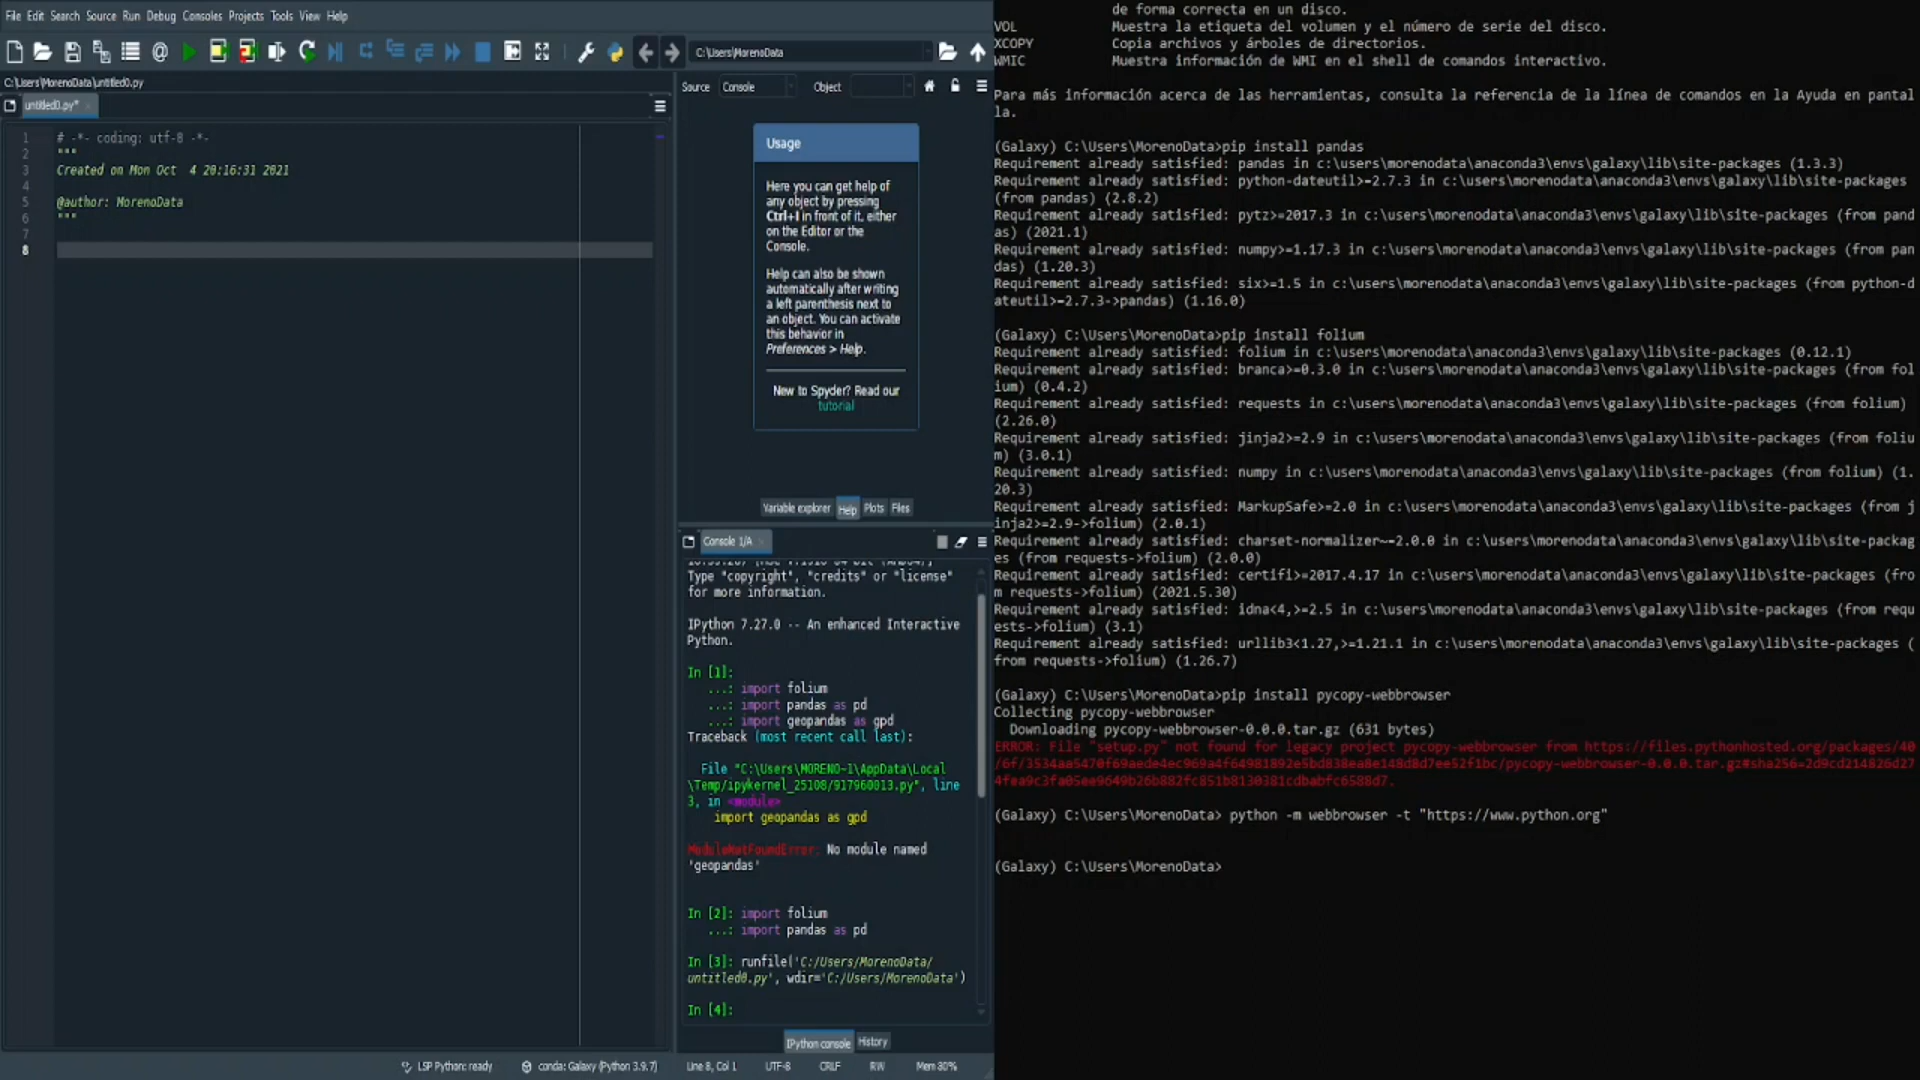 File Edit Search Source Run Debug Consoles Projects Tools View Help
C:\Users\MorenoData
C:\Users\MorenoData\untitled0.py
untitled0.py*
1 # -*- coding: utf-8 -*-
2 """
3 Created on Mon Oct  4 20:16:31 2021
4
5 @author: MorenoData
6 """
7
8
Source Console Object
Usage
Here you can get help of
any object by pressing
Ctrl+I in front of it, either
on the Editor or the
Console.
Help can also be shown
automatically after writing
a left parenthesis next to
an object. You can activate
this behavior in
Preferences > Help.
New to Spyder? Read our
tutorial
Variable explorer Help Plots Files
Console 1/A
Type "copyright", "credits" or "license"
for more information.
IPython 7.27.0 -- An enhanced Interactive
Python.
In [1]:
...: import folium
...: import pandas as pd
...: import geopandas as gpd
Traceback (most recent call last):
File "C:\Users\MORENO~1\AppData\Local
\Temp/ipykernel_25108/917960013.py", line
3, in <module>
import geopandas as gpd
ModuleNotFoundError: No module named
'geopandas'
In [2]: import folium
...: import pandas as pd
In [3]: runfile('C:/Users/MorenoData/
untitled0.py', wdir='C:/Users/MorenoData')
In [4]:
IPython console History
LSP Python: ready conda: Galaxy (Python 3.9.7) Line 8, Col 1 UTF-8 CRLF RW Mem 80%
de forma correcta en un disco.
VOL Muestra la etiqueta del volumen y el número de serie del disco.
XCOPY Copia archivos y árboles de directorios.
WMIC Muestra información de WMI en el shell de comandos interactivo.
Para más información acerca de las herramientas, consulta la referencia de la línea de comandos en la Ayuda en pantal
la.
(Galaxy) C:\Users\MorenoData>pip install pandas
Requirement already satisfied: pandas in c:\users\morenodata\anaconda3\envs\galaxy\lib\site-packages (1.3.3)
Requirement already satisfied: python-dateutil>=2.7.3 in c:\users\morenodata\anaconda3\envs\galaxy\lib\site-packages
(from pandas) (2.8.2)
Requirement already satisfied: pytz>=2017.3 in c:\users\morenodata\anaconda3\envs\galaxy\lib\site-packages (from pand
as) (2021.1)
Requirement already satisfied: numpy>=1.17.3 in c:\users\morenodata\anaconda3\envs\galaxy\lib\site-packages (from pan
das) (1.20.3)
Requirement already satisfied: six>=1.5 in c:\users\morenodata\anaconda3\envs\galaxy\lib\site-packages (from python-d
ateutil>=2.7.3->pandas) (1.16.0)
(Galaxy) C:\Users\MorenoData>pip install folium
Requirement already satisfied: folium in c:\users\morenodata\anaconda3\envs\galaxy\lib\site-packages (0.12.1)
Requirement already satisfied: branca>=0.3.0 in c:\users\morenodata\anaconda3\envs\galaxy\lib\site-packages (from fol
ium) (0.4.2)
Requirement already satisfied: requests in c:\users\morenodata\anaconda3\envs\galaxy\lib\site-packages (from folium)
(2.26.0)
Requirement already satisfied: jinja2>=2.9 in c:\users\morenodata\anaconda3\envs\galaxy\lib\site-packages (from foliu
m) (3.0.1)
Requirement already satisfied: numpy in c:\users\morenodata\anaconda3\envs\galaxy\lib\site-packages (from folium) (1.
20.3)
Requirement already satisfied: MarkupSafe>=2.0 in c:\users\morenodata\anaconda3\envs\galaxy\lib\site-packages (from j
inja2>=2.9->folium) (2.0.1)
Requirement already satisfied: charset-normalizer~=2.0.0 in c:\users\morenodata\anaconda3\envs\galaxy\lib\site-packag
es (from requests->folium) (2.0.0)
Requirement already satisfied: certifi>=2017.4.17 in c:\users\morenodata\anaconda3\envs\galaxy\lib\site-packages (fro
m requests->folium) (2021.5.30)
Requirement already satisfied: idna<4,>=2.5 in c:\users\morenodata\anaconda3\envs\galaxy\lib\site-packages (from requ
ests->folium) (3.1)
Requirement already satisfied: urllib3<1.27,>=1.21.1 in c:\users\morenodata\anaconda3\envs\galaxy\lib\site-packages (
from requests->folium) (1.26.7)
(Galaxy) C:\Users\MorenoData>pip install pycopy-webbrowser
Collecting pycopy-webbrowser
Downloading pycopy-webbrowser-0.0.0.tar.gz (631 bytes)
ERROR: File "setup.py" not found for legacy project pycopy-webbrowser from https://files.pythonhosted.org/packages/40
/6f/3534aa5470f69aede4ec969a4f64981892e5bd838ea8e148d8d7ee52f1bc/pycopy-webbrowser-0.0.0.tar.gz#sha256=2d9cd214826d27
4fea9c3fa05ee9649b26b882fc851b8130381cdbabfc6588d7.
(Galaxy) C:\Users\MorenoData> python -m webbrowser -t "https://www.python.org"
(Galaxy) C:\Users\MorenoData>